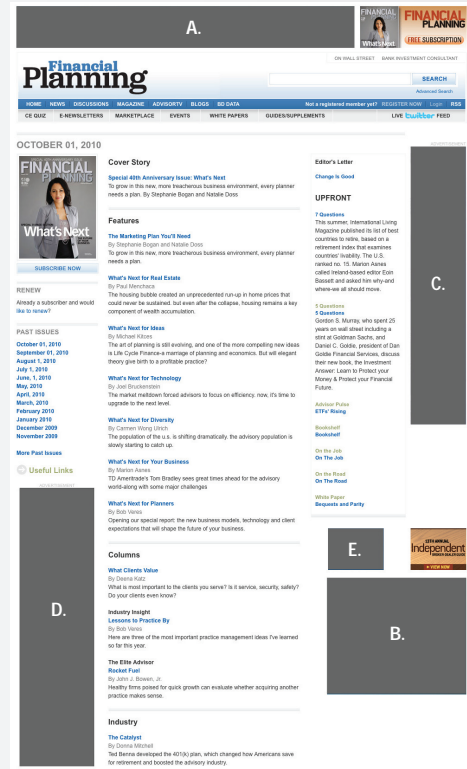 A.
FINANCIAL
What'sNext
FINANCIAL
PLANNING
FREE SUBSCRIPTION
ON WALL STREET BANK INVESTMENT CONSULTANT
Financial
Planning
SEARCH
Advanced Search
HOME NEWS DISCUSSIONS MAGAZINE ADVISORTV BLOGS BD DATA Not a registered member yet? REGISTER NOW Login RSS
CE QUIZ E-NEWSLETTERS MARKETPLACE EVENTS WHITE PAPERS GUIDES/SUPPLEMENTS LIVE twitter FEED
OCTOBER 01, 2010
FINANCIAL
PLANNING
What's Next
SUBSCRIBE NOW
RENEW
Already a subscriber and would
like to renew?
PAST ISSUES
October 01, 2010
September 01, 2010
August 1, 2010
July 1, 2010
June, 1, 2010
May, 2010
April, 2010
March, 2010
February 2010
January 2010
December 2009
November 2009
More Past Issues
Useful Links
ADVERTISEMENT
D.
Cover Story
Special 40th Anniversary Issue: What's Next
To grow in this new, more treacherous business environment, every planner
needs a plan. By Stephanie Bogan and Natalie Doss
Features
The Marketing Plan You'll Need
By Stephanie Bogan and Natalie Doss
To grow in this new, more treacherous business environment, every planner
needs a plan.
What's Next for Real Estate
By Paul Menchaca
The housing bubble created an unprecedented run-up in home prices that
could never be sustained. but even after the collapse, housing remains a key
component of wealth accumulation.
What's Next for Ideas
By Michael Kitces
The art of planning is still evolving, and one of the more compelling new ideas
is Life Cycle Finance-a marriage of planning and economics. But will elegant
theory give birth to a profitable practice?
What's Next for Technology
By Joel Bruckenstein
The market meltdown forced advisors to focus on efficiency. now, it's time to
upgrade to the next level.
What's Next for Diversity
By Carmen Wong Ulrich
The population of the u.s. is shifting dramatically. the advisory population is
slowly starting to catch up.
What's Next for Your Business
By Marion Asnes
TD Ameritrade's Tom Bradley sees great times ahead for the advisory
world-along with some major challenges
What's Next for Planners
By Bob Veres
Opening our special report: the new business models, technology and client
expectations that will shape the future of your business.
Columns
What Clients Value
By Deena Katz
What is most important to the clients you serve? Is it service, security, safety?
Do your clients even know?
Industry Insight
Lessons to Practice By
By Bob Veres
Here are three of the most important practice management ideas I've learned
so far this year.
The Elite Advisor
Rocket Fuel
By John J. Bowen, Jr.
Healthy firms poised for quick growth can evaluate whether acquiring another
practice makes sense.
Industry
The Catalyst
By Donna Mitchell
Ted Benna developed the 401(k) plan, which changed how Americans save
for retirement and boosted the advisory industry.
Editor's Letter
Change Is Good
UPFRONT
7 Questions
This summer, International Living
Magazine published its list of best
countries to retire, based on a
retirement index that examines
countries' livability. The U.S.
ranked no. 15. Marion Asnes
called Ireland-based editor Eoin
Bassett and asked him why-and
where-we all should move.
5 Questions
5 Questions
Gordon S. Murray, who spent 25
years on wall street including a
stint at Goldman Sachs, and
Daniel C. Goldie, president of Dan
Goldie Financial Services, discuss
their new book, the Investment
Answer: Learn to Protect your
Money & Protect your Financial
Future.
Advisor Pulse
ETFs' Rising
Bookshelf
Bookshelf
On the Job
On The Job
On the Road
On The Road
White Paper
Bequests and Parity
ADVERTISEMENT
C.
E.
Independent
BROKER DEALER GUIDE
VIEW NOW
B.